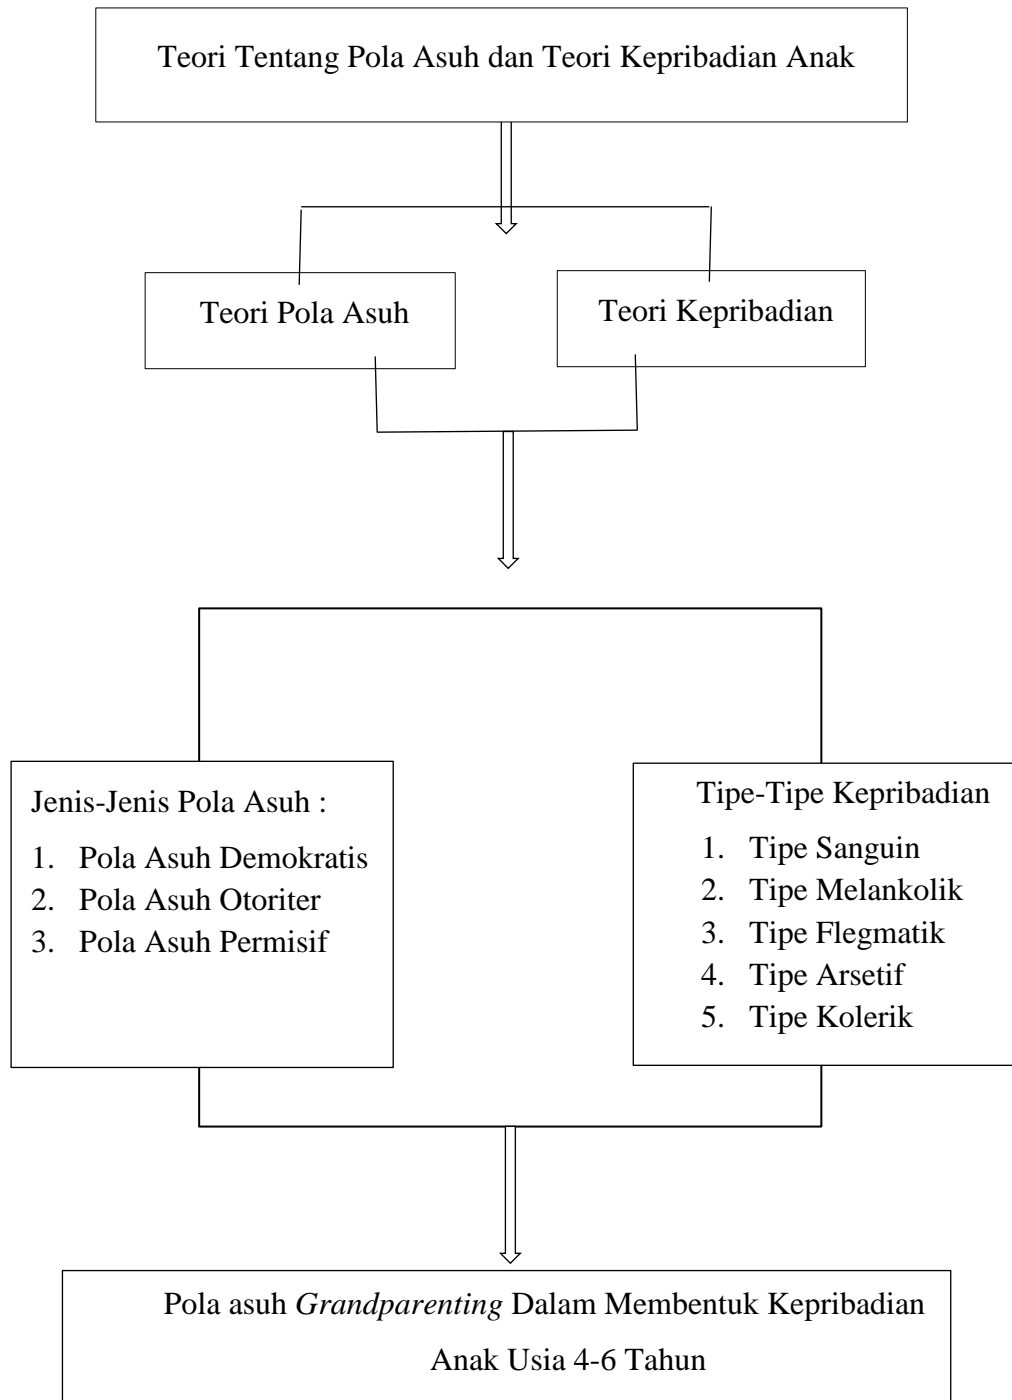 Teori Tentang Pola Asuh dan Teori Kepribadian Anak
Teori Pola Asuh
Teori Kepribadian
Jenis-Jenis Pola Asuh :
1. Pola Asuh Demokratis
2. Pola Asuh Otoriter
3. Pola Asuh Permisif
Tipe-Tipe Kepribadian
1. Tipe Sanguin
2. Tipe Melankolik
3. Tipe Flegmatik
4. Tipe Arsetif
5. Tipe Kolerik
Pola asuh Grandparenting Dalam Membentuk Kepribadian
Anak Usia 4-6 Tahun